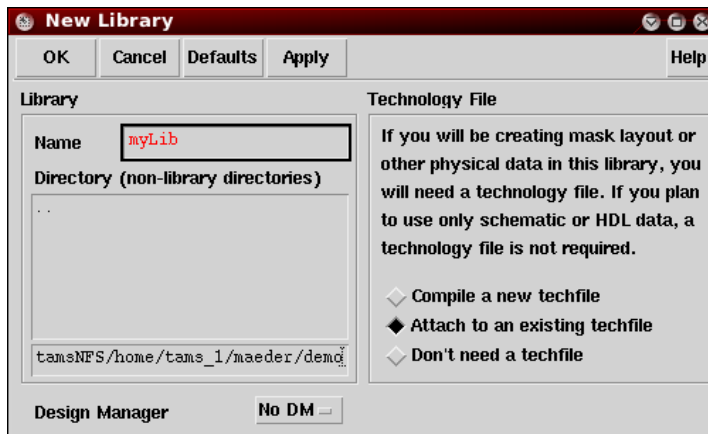 New Library
OK Cancel Defaults Apply Help
Library
Name myLib
Directory (non-library directories)
..
tamsNFS/home/tams_1/maeder/demo
Design Manager No DM
Technology File
If you will be creating mask layout or
other physical data in this library, you
will need a technology file. If you plan
to use only schematic or HDL data, a
technology file is not required.
Compile a new techfile
Attach to an existing techfile
Don't need a techfile